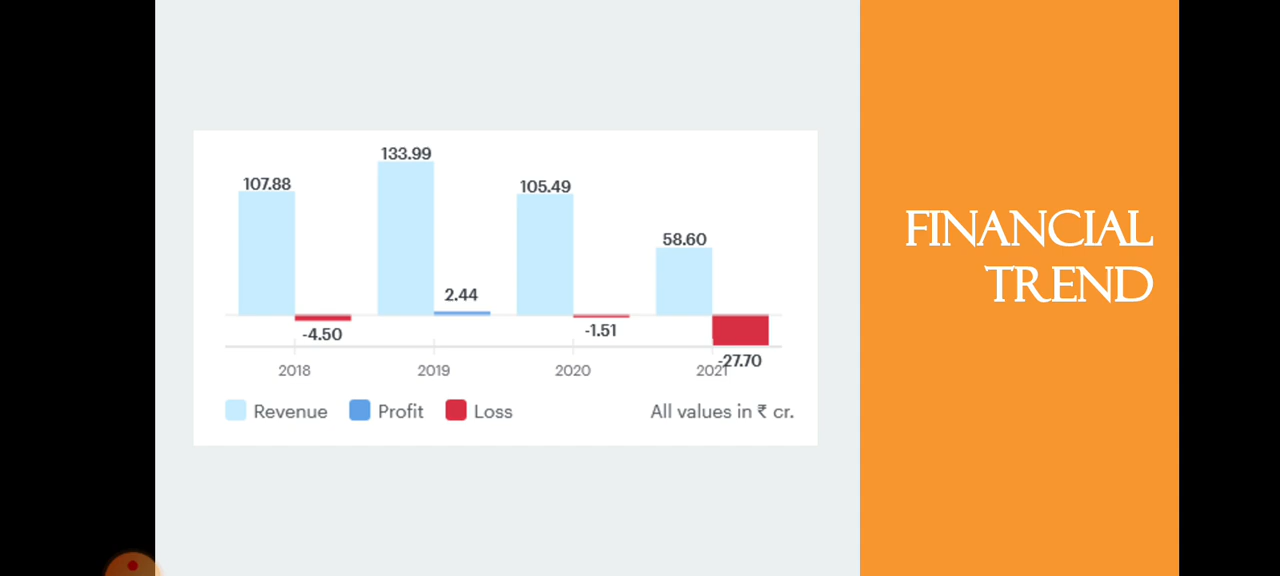 133.99
107.88
105.49
58.60
2.44
-4.50
-1.51
-27.70
2018 2019 2020 2021
Revenue Profit Loss All values in ₹ cr.
FINANCIAL
TREND